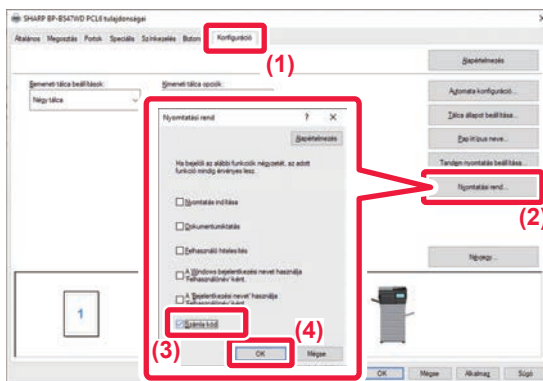 SHARP BP-B547WD PCL6 tulajdonságai
Általános Megosztás Portok Speciális Színkezelés Bizton Konfiguráció
(1)
Alapértelmezés
Bemeneti tálca beállítások:
Kimeneti tálca opciók:
Négy tálca
Automata konfiguráció...
Tálca állapot beállítása...
Papírtípus neve...
Tandem nyomtatás beállítása...
Nyomtatási rend...
(2)
Névjegy...
Nyomtatási rend ? X
Alapértelmezés
Ha bejelöli az alábbi funkciók négyzetét, az adott
funkció mindig érvényes lesz.
Nyomtatás indítása
Dokumentumiktatás
Felhasználó hitelesítés
A Windows bejelentkezési nevet használja
'Felhasználónév'-ként.
A 'Bejelentkezési nevet' használja
'Felhasználónév'-ként.
Számla kód
(3)
(4)
OK Mégse
1
OK Mégse Alkalmaz Súgó